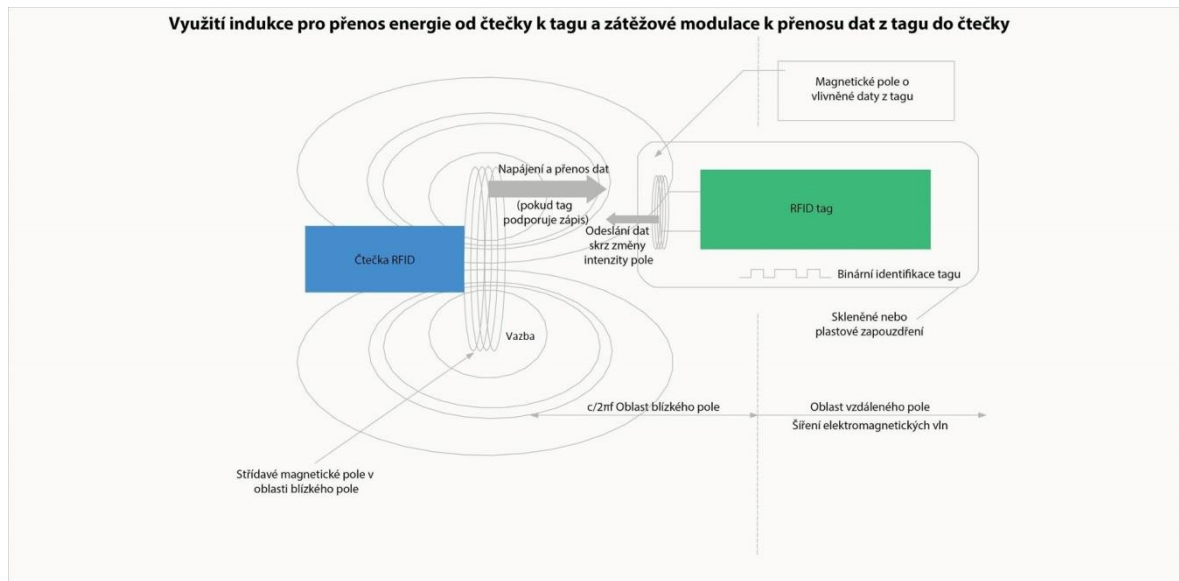 Využití indukce pro přenos energie od čtečky k tagu a zátěžové modulace k přenosu dat z tagu do čtečky
Magnetické pole o
vlivněné daty z tagu
Napájení a přenos dat
(pokud tag
podporuje zápis)
RFID tag
Odeslání dat
skrz změny
intenzity pole
Čtečka RFID
Binární identifikace tagu
Skleněné nebo
plastové zapouzdření
Vazba
c/2πf Oblast blízkého pole
Oblast vzdáleného pole
Šíření elektromagnetických vln
Střídavé magnetické pole v
oblasti blízkého pole